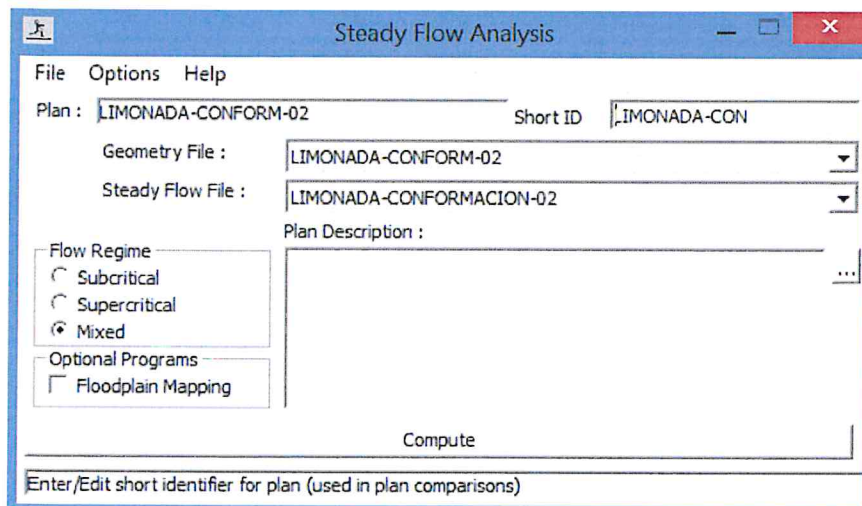 Steady Flow Analysis
File Options Help
Plan : LIMONADA-CONFORM-02 Short ID LIMONADA-CON
Geometry File : LIMONADA-CONFORM-02
Steady Flow File : LIMONADA-CONFORMACION-02
Plan Description :
Flow Regime
Subcritical
Supercritical
Mixed
...
Optional Programs
Floodplain Mapping
Compute
Enter/Edit short identifier for plan (used in plan comparisons)